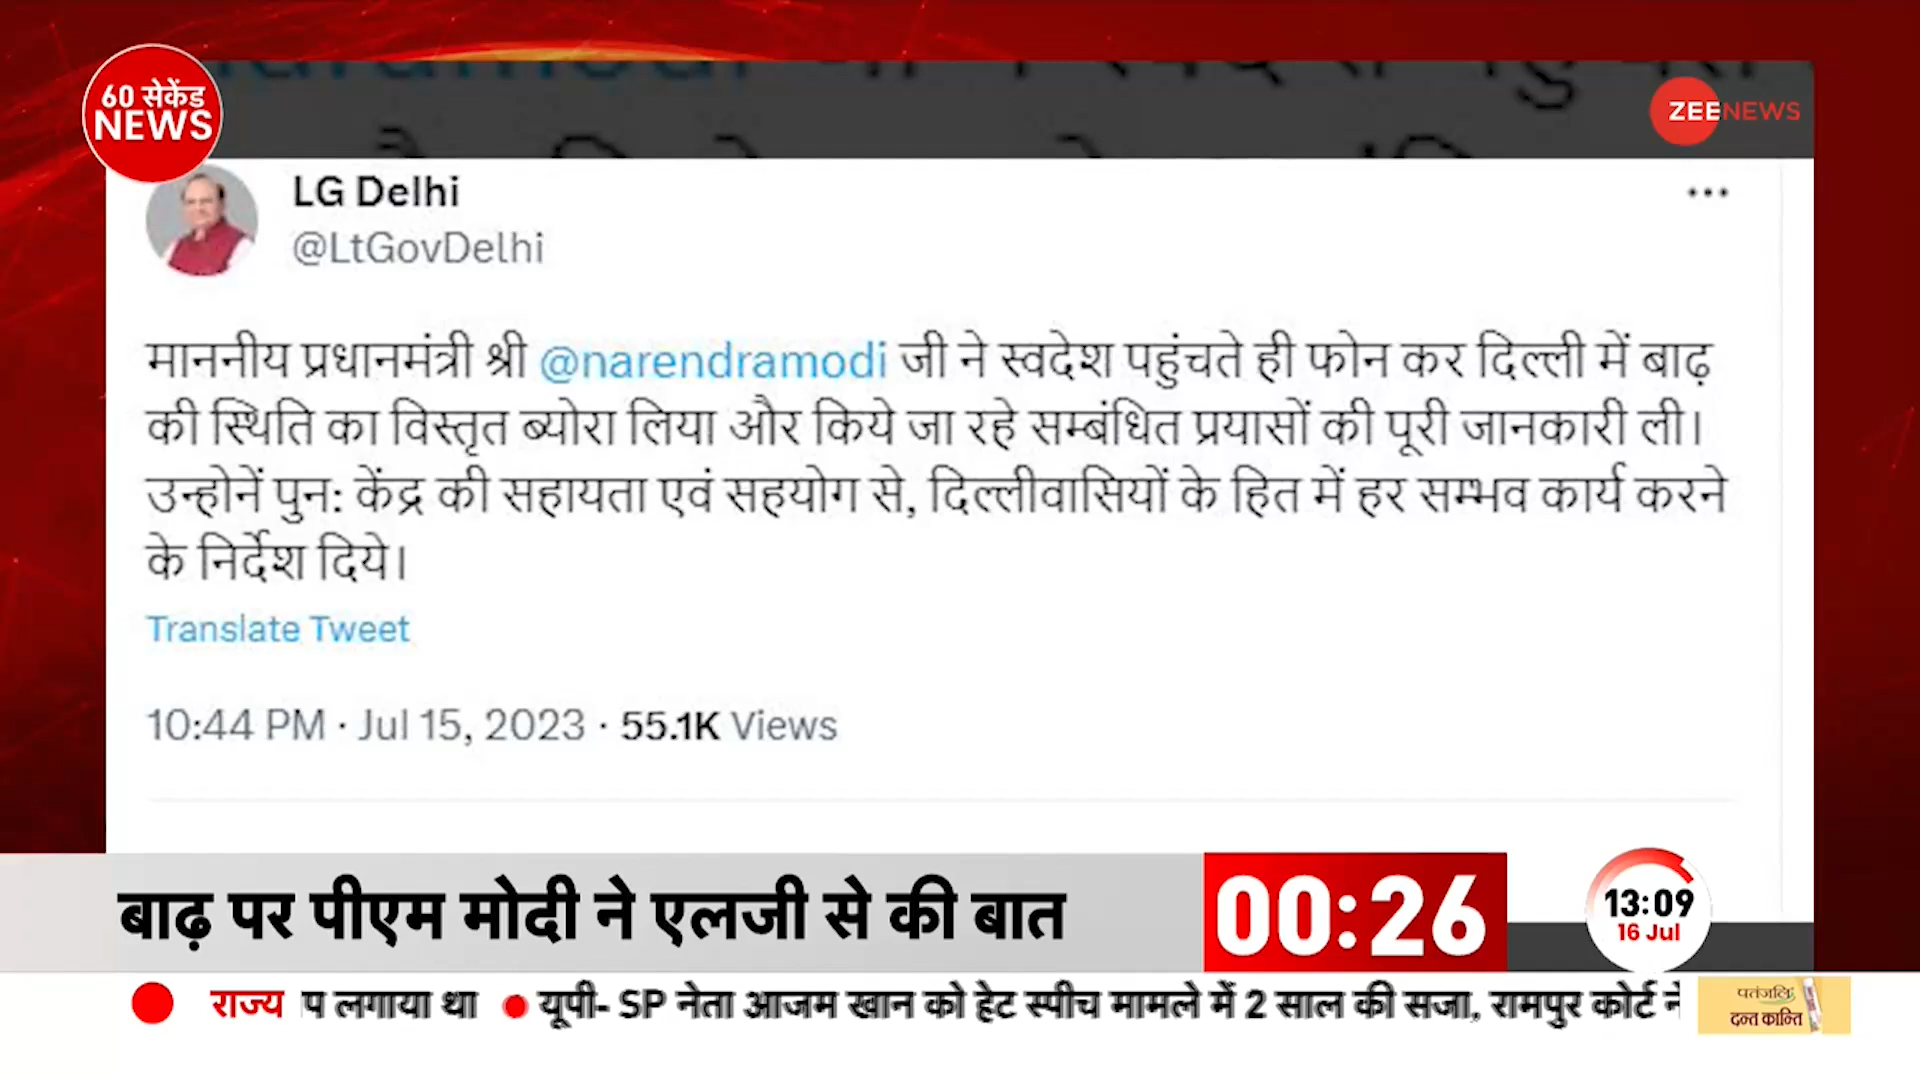 60 सेकेंड
NEWS
ZEENEWS
LG Delhi
@LtGovDelhi
माननीय प्रधानमंत्री श्री @narendramodi जी ने स्वदेश पहुंचते ही फोन कर दिल्ली में बाढ़
की स्थिति का विस्तृत ब्योरा लिया और किये जा रहे सम्बंधित प्रयासों की पूरी जानकारी ली।
उन्होनें पुन: केंद्र की सहायता एवं सहयोग से, दिल्लीवासियों के हित में हर सम्भव कार्य करने
के निर्देश दिये।
Translate Tweet
10:44 PM · Jul 15, 2023 · 55.1K Views
बाढ़ पर पीएम मोदी ने एलजी से की बात
00:26
13:09
16 Jul
राज्य प लगाया था ● यूपी- SP नेता आजम खान को हेट स्पीच मामले में 2 साल की सजा, रामपुर कोर्ट ने
पतंजलि
दन्त कान्ति